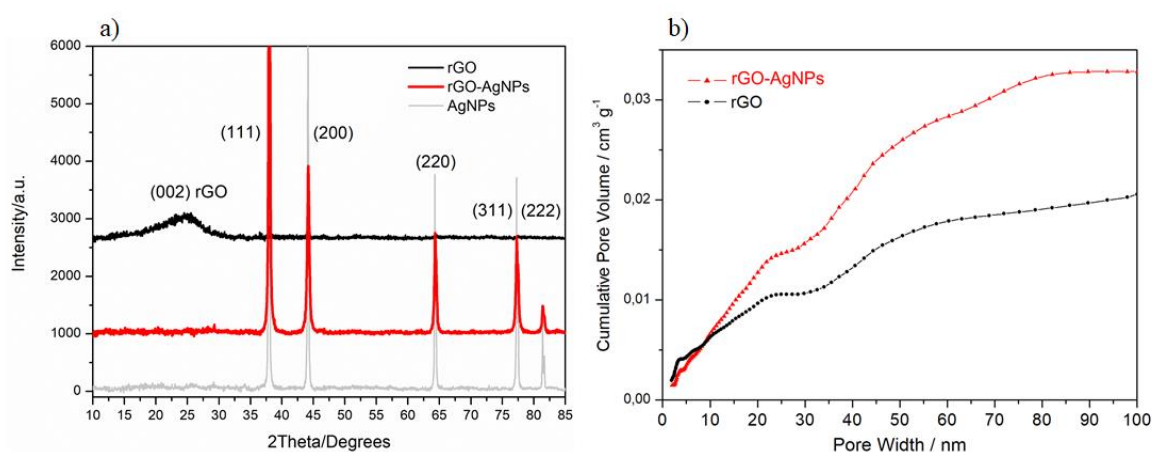 a)
6000
5000
4000
3000
2000
1000
0
Intensity/a.u.
rGO
rGO-AgNPs
AgNPs
(111)
(200)
(002) rGO
(220)
(311)
(222)
10 15 20 25 30 35 40 45 50 55 60 65 70 75 80 85
2Theta/Degrees
b)
0,03
0,02
0,01
0,00
Cumulative Pore Volume / cm³ g⁻¹
rGO-AgNPs
rGO
0 10 20 30 40 50 60 70 80 90 100
Pore Width / nm